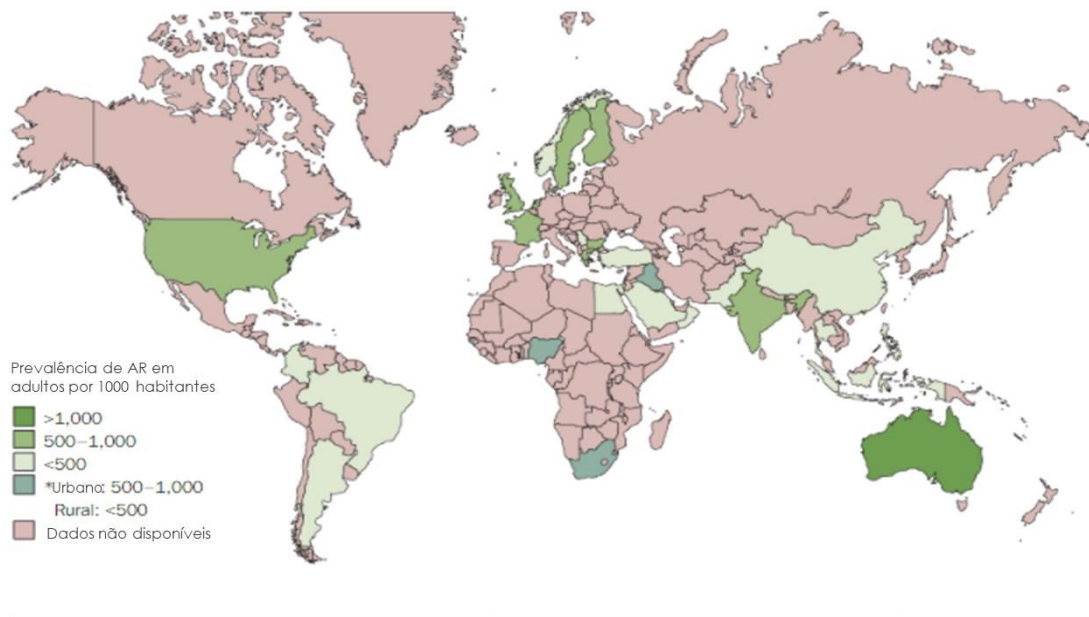 Prevalência de AR em
adultos por 1000 habitantes
>1,000
500–1,000
<500
*Urbano: 500–1,000
Rural: <500
Dados não disponíveis